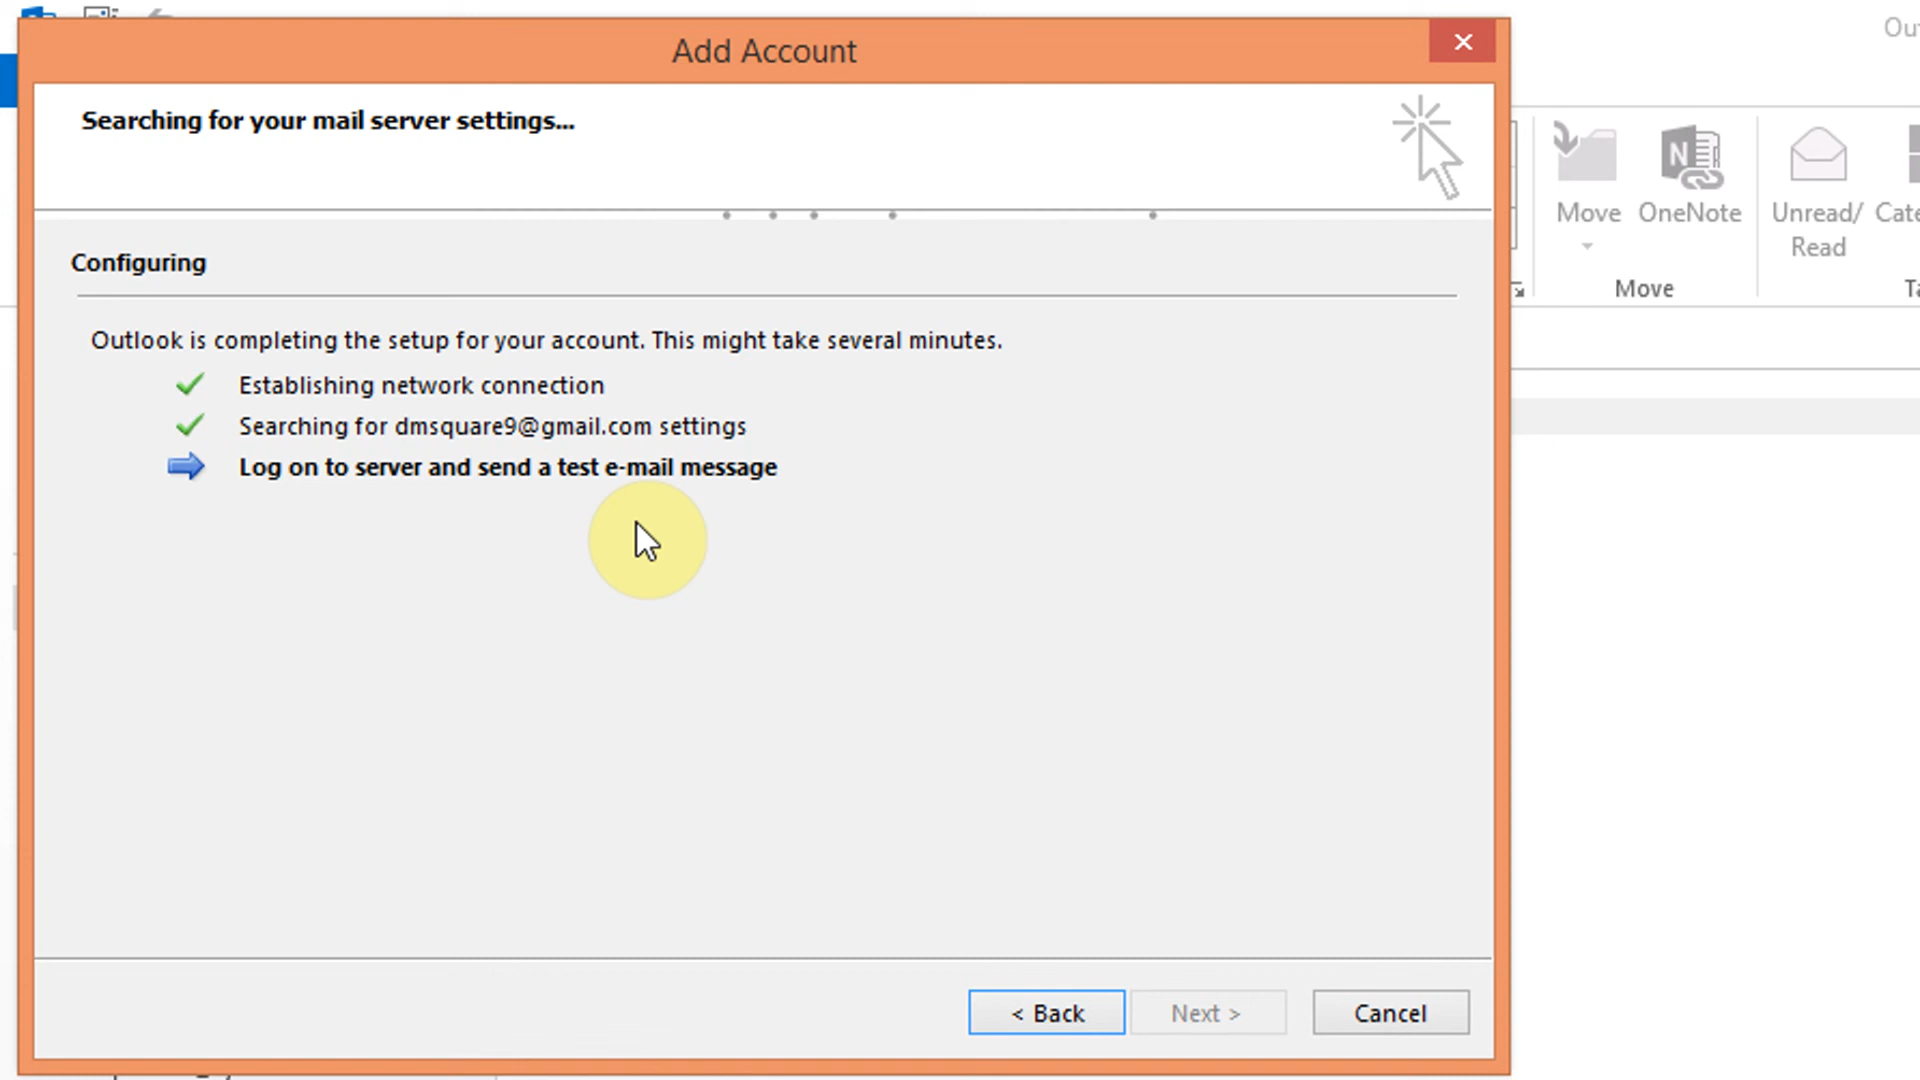 Add Account
Searching for your mail server settings...
Configuring
Outlook is completing the setup for your account. This might take several minutes.
Establishing network connection
Searching for dmsquare9@gmail.com settings
Log on to server and send a test e-mail message
< Back
Next >
Cancel
Move
OneNote
N
Unread/
Read
Move